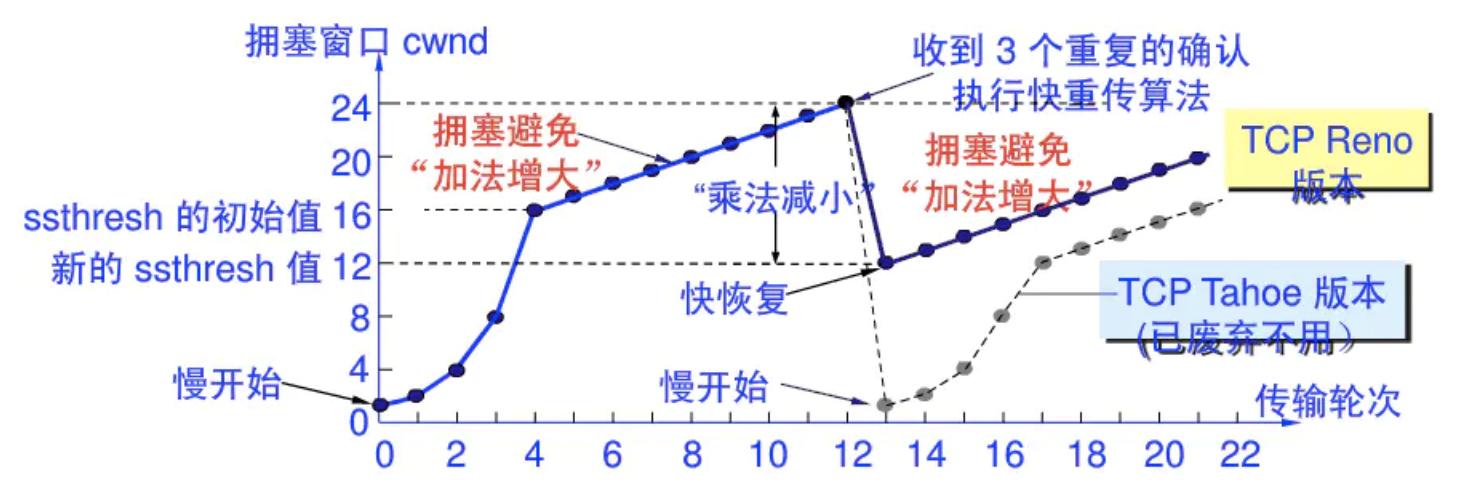 拥塞窗口 cwnd
收到 3 个重复的确认
执行快重传算法
24
拥塞避免
“加法增大”
TCP Reno
版本
20
拥塞避免
“加法增大”
“乘法减小”
ssthresh 的初始值 16
新的 ssthresh 值 12
快恢复
TCP Tahoe 版本
(已废弃不用）
8
4
慢开始
慢开始
传输轮次
0
0 2 4 6 8 10 12 14 16 18 20 22